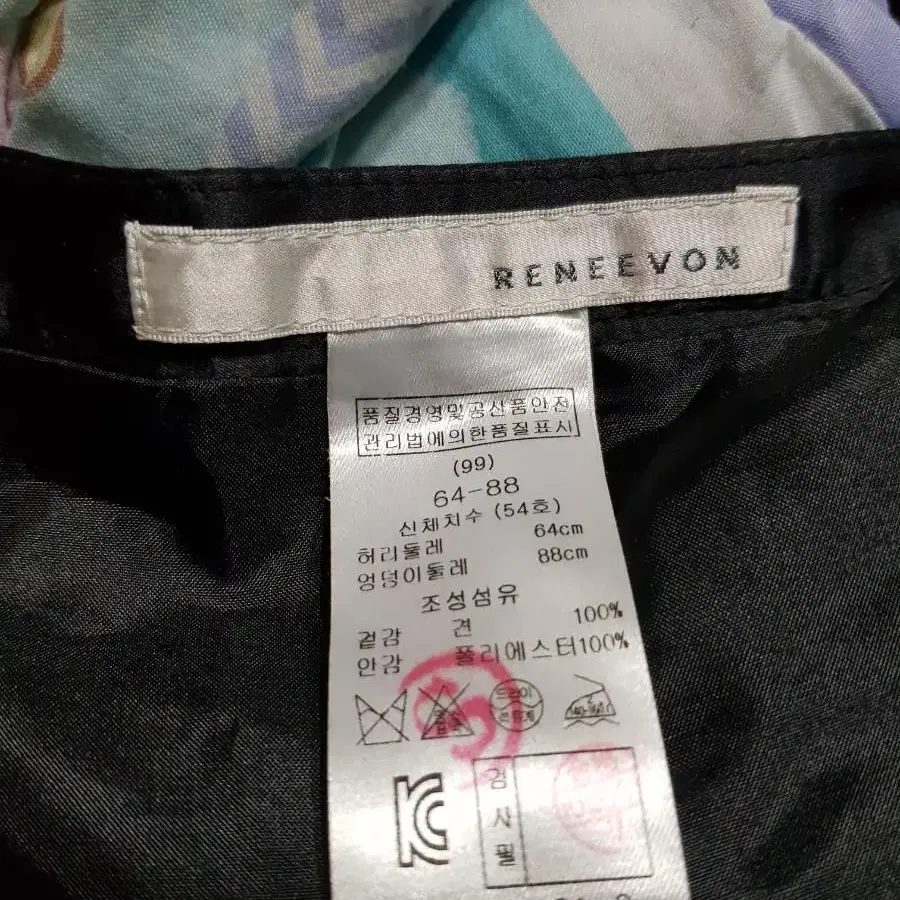 RENEEVON
품질경영및공산품안전
관리법에의한품질표시
(99)
64-88
신체치수 (54호)
허리둘레 64cm
엉덩이둘레 88cm
조성섬유
겉감 견 100%
안감 폴리에스터100%
드라이
검
사
필